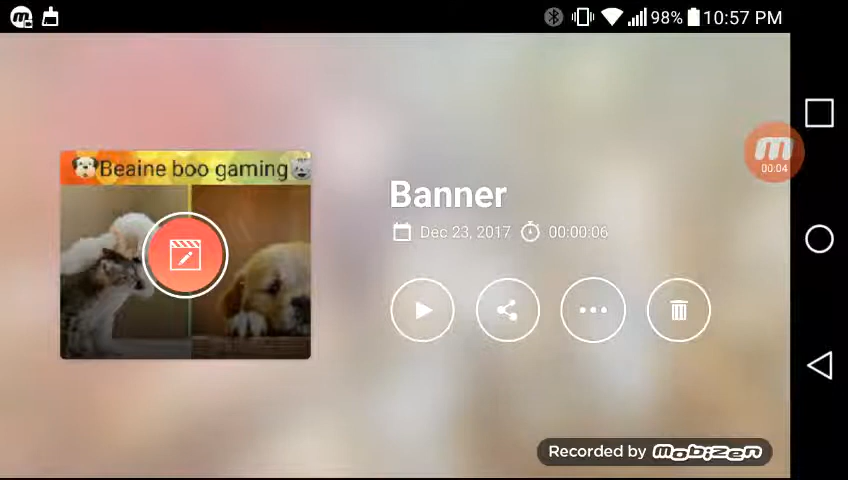 98% 10:57 PM
Beaine boo gaming
Banner
Dec 23, 2017 00:00:06
m
00:04
Recorded by Mobizen